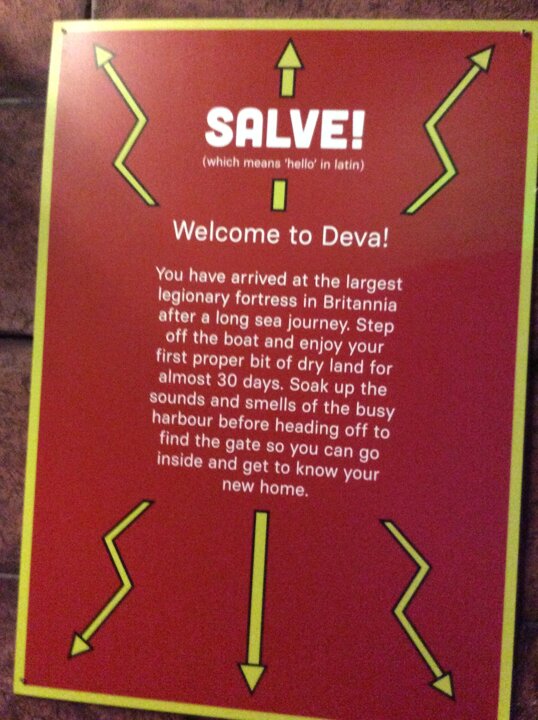 SALVE!
(which means 'hello' in latin)
Welcome to Deva!
You have arrived at the largest
legionary fortress in Britannia
after a long sea journey. Step
off the boat and enjoy your
first proper bit of dry land for
almost 30 days. Soak up the
sounds and smells of the busy
harbour before heading off to
find the gate so you can go
inside and get to know your
new home.